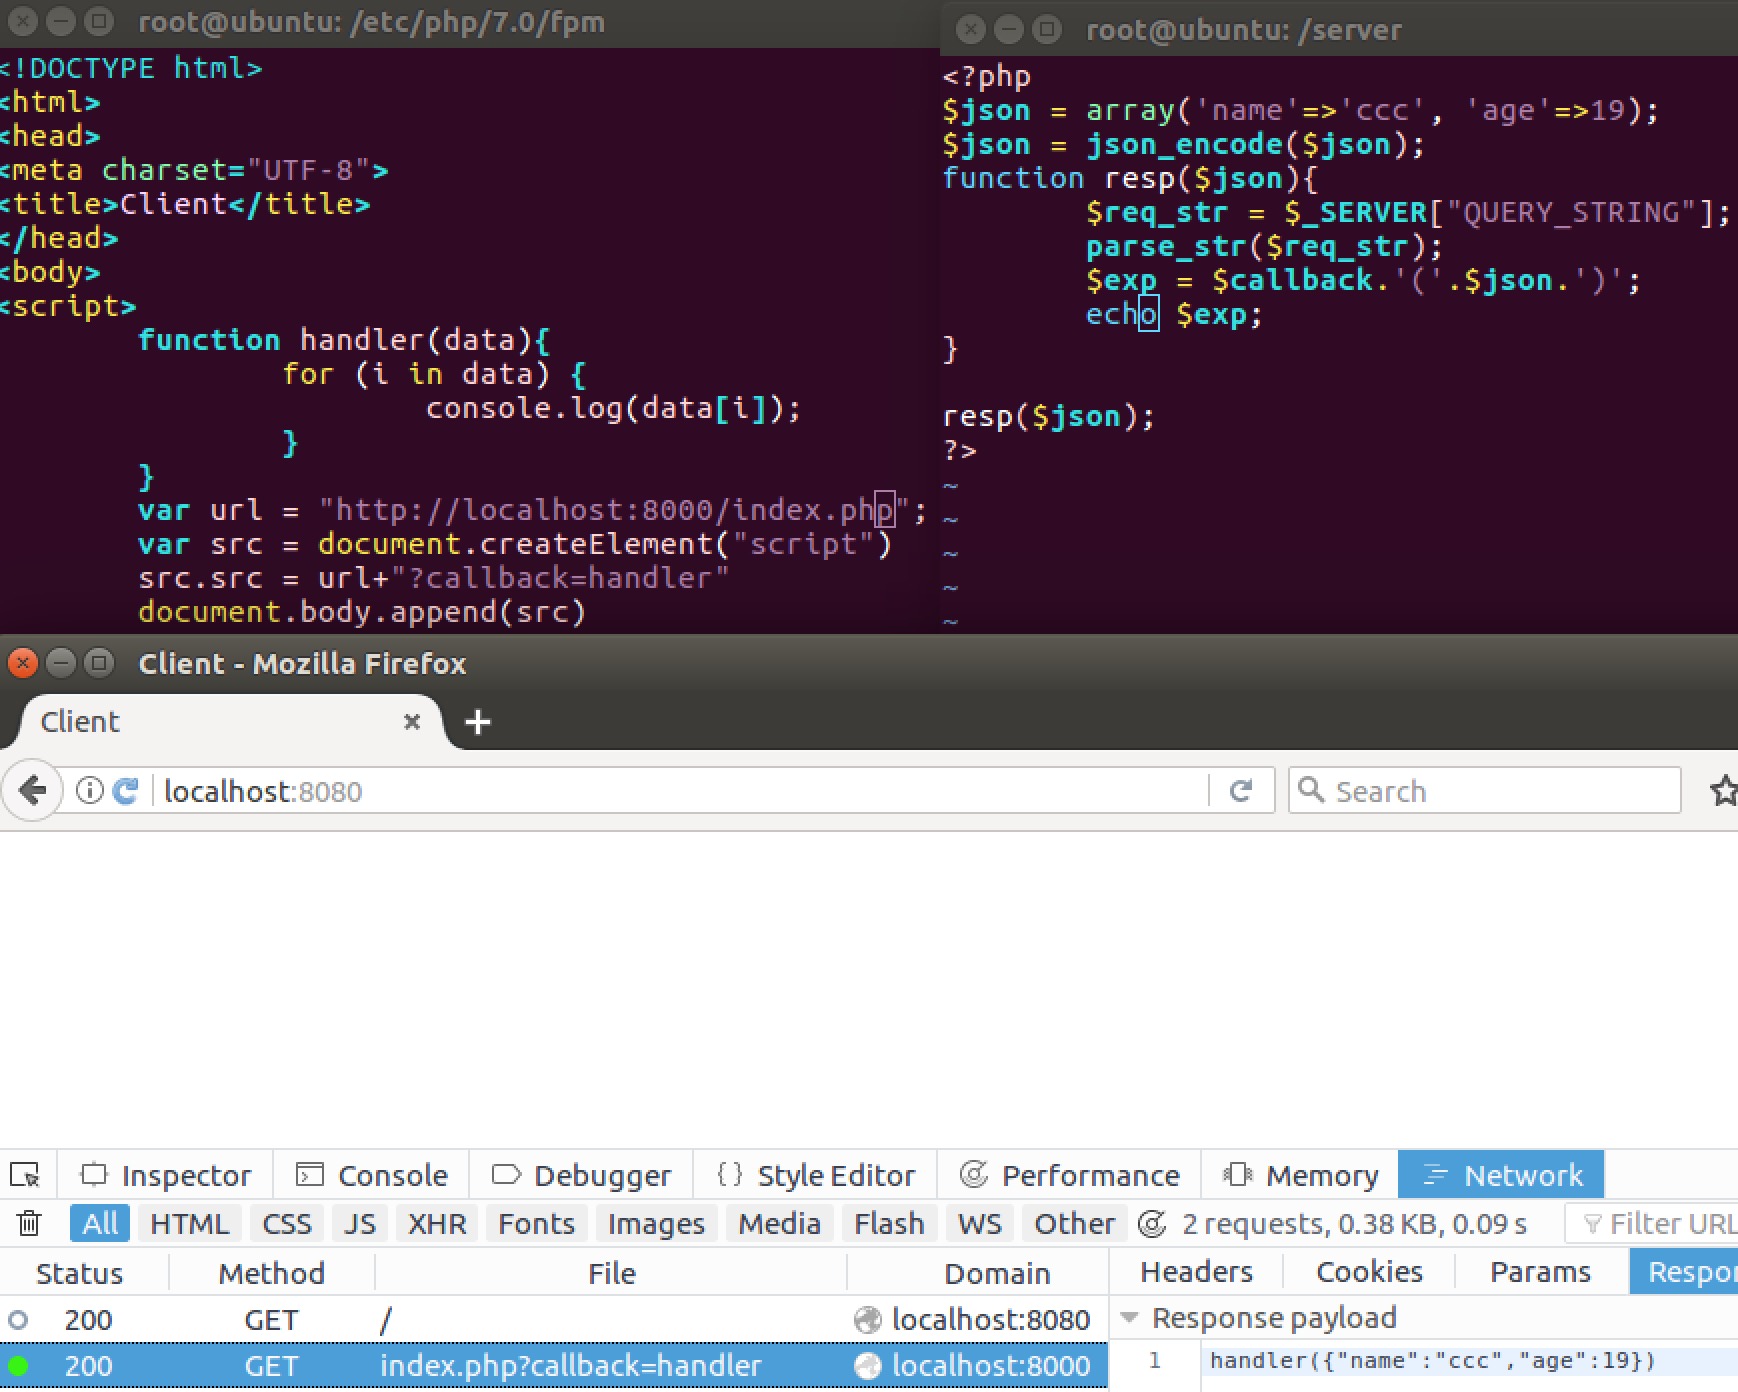 root@ubuntu: /etc/php/7.0/fpm
<!DOCTYPE html>
<html>
<head>
<meta charset="UTF-8">
<title>Client</title>
</head>
<body>
<script>
function handler(data){
for (i in data) {
console.log(data[i]);
}
}
var url = "http://localhost:8000/index.php";
var src = document.createElement("script")
src.src = url+"?callback=handler"
document.body.append(src)
root@ubuntu: /server
<?php
$json = array('name'=>'ccc', 'age'=>19);
$json = json_encode($json);
function resp($json){
$req_str = $_SERVER["QUERY_STRING"];
parse_str($req_str);
$exp = $callback.'('.$json.')';
echo $exp;
}
resp($json);
?>
~
~
~
~
~
Client - Mozilla Firefox
Client
localhost:8080
Search
Inspector Console Debugger {} Style Editor Performance Memory Network
All HTML CSS JS XHR Fonts Images Media Flash WS Other 2 requests, 0.38 KB, 0.09 s Filter URL
Status Method File Domain Headers Cookies Params Respo
200 GET / localhost:8080
Response payload
200 GET index.php?callback=handler localhost:8000
1 handler({"name":"ccc","age":19})